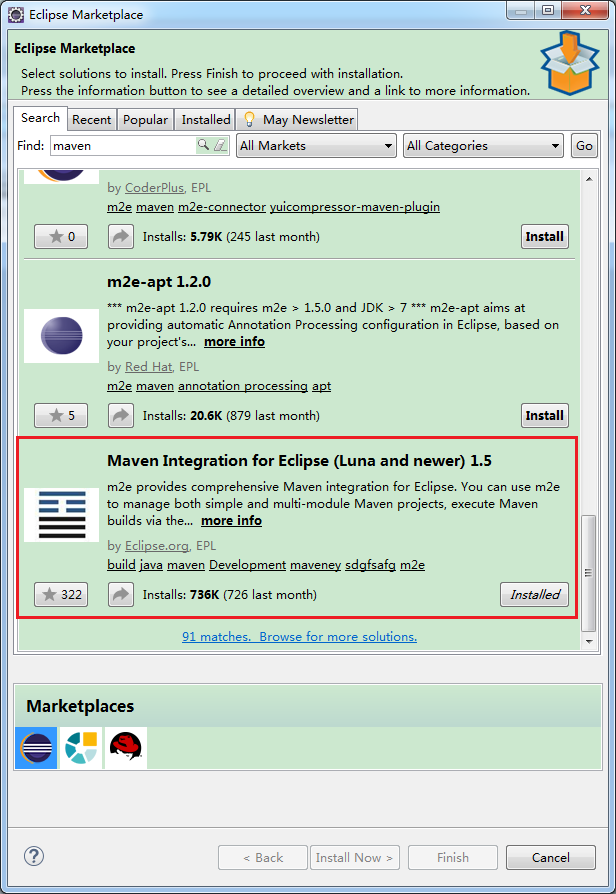 Eclipse Marketplace
Eclipse Marketplace
Select solutions to install. Press Finish to proceed with installation.
Press the information button to see a detailed overview and a link to more information.
Search Recent Popular Installed May Newsletter
Find: maven All Markets All Categories Go
by CoderPlus, EPL
m2e maven m2e-connector yuicompressor-maven-plugin
0 Installs: 5.79K (245 last month) Install
m2e-apt 1.2.0
*** m2e-apt 1.2.0 requires m2e > 1.5.0 and JDK > 7 *** m2e-apt aims at
providing automatic Annotation Processing configuration in Eclipse, based on
your project's... more info
by Red Hat, EPL
m2e maven annotation processing apt
5 Installs: 20.6K (879 last month) Install
Maven Integration for Eclipse (Luna and newer) 1.5
m2e provides comprehensive Maven integration for Eclipse. You can use m2e
to manage both simple and multi-module Maven projects, execute Maven
builds via the... more info
by Eclipse.org, EPL
build java maven Development maveney sdgfsafg m2e
322 Installs: 736K (726 last month) Installed
91 matches. Browse for more solutions.
Marketplaces
? < Back Install Now > Finish Cancel